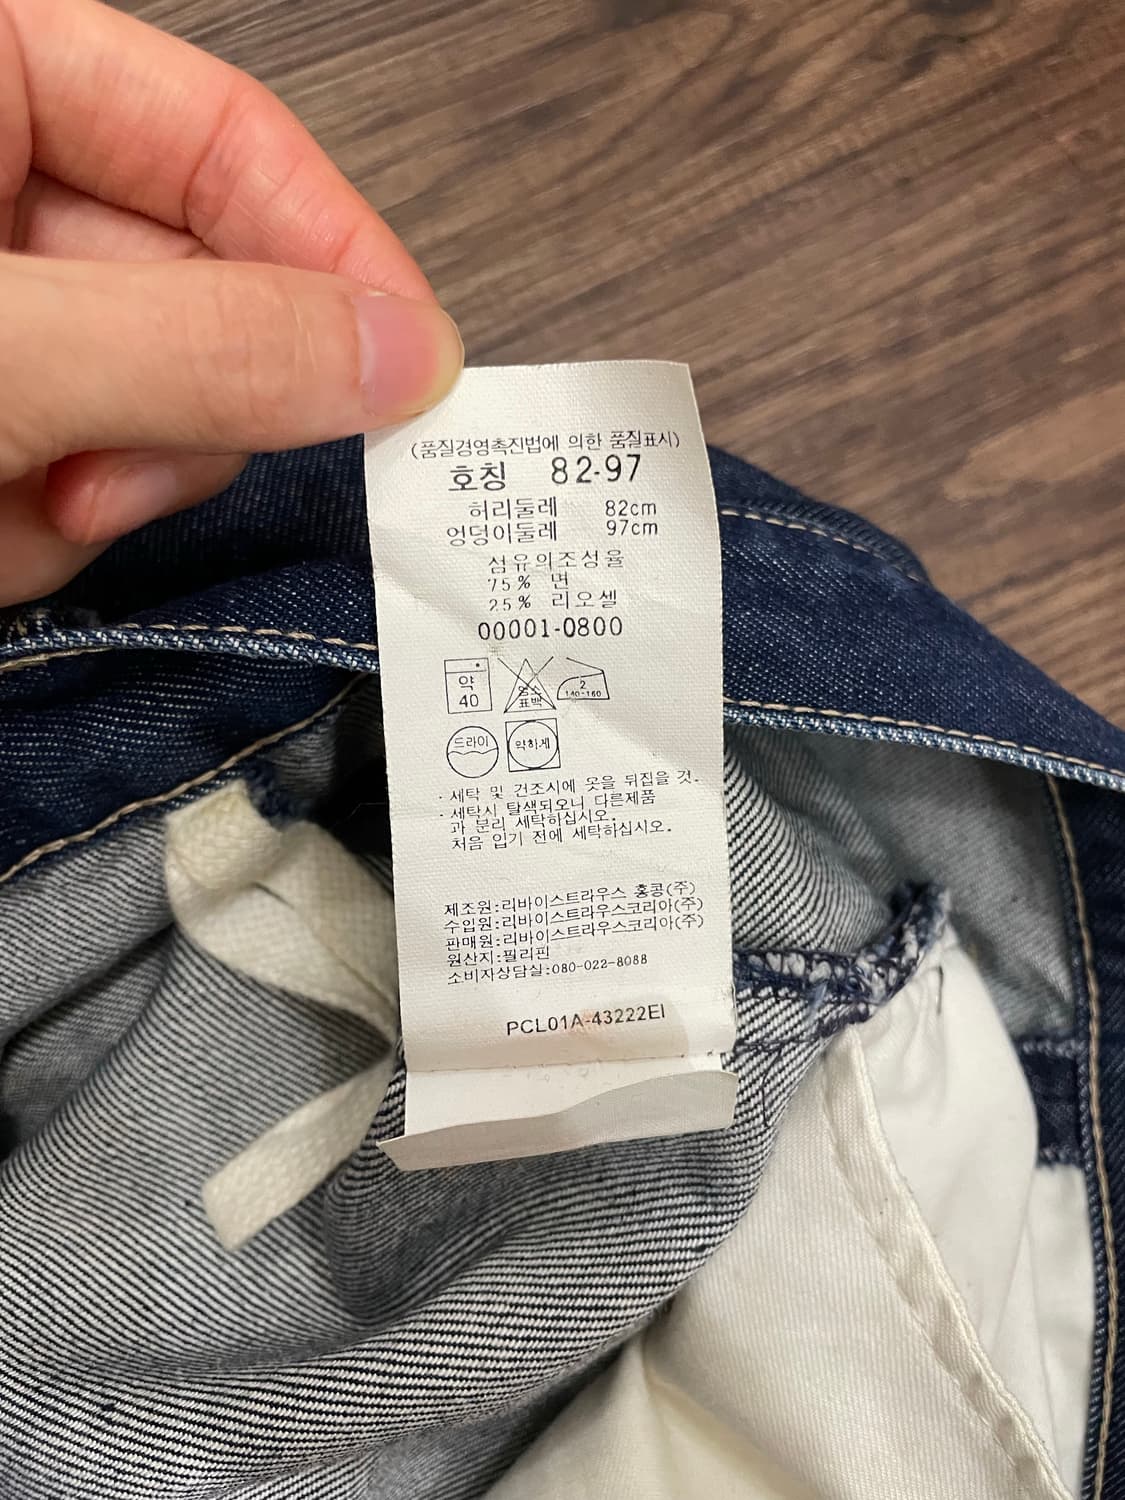 (품질경영촉진법에 의한 품질표시)
호칭 82-97
허리둘레 82cm
엉덩이둘레 97cm
섬유의조성율
75% 면
25% 리오셀
00001-0800
약 40
염소 표백
2 140-160
드라이
약하게
· 세탁 및 건조시에 옷을 뒤집을 것.
· 세탁시 탈색되오니 다른제품
과 분리 세탁하십시오.
처음 입기 전에 세탁하십시오.
제조원:리바이스트라우스 홍콩(주)
수입원:리바이스트라우스코리아(주)
판매원:리바이스트라우스코리아(주)
원산지:필리핀
소비자상담실:080-022-8088
PCL01A-43222EI